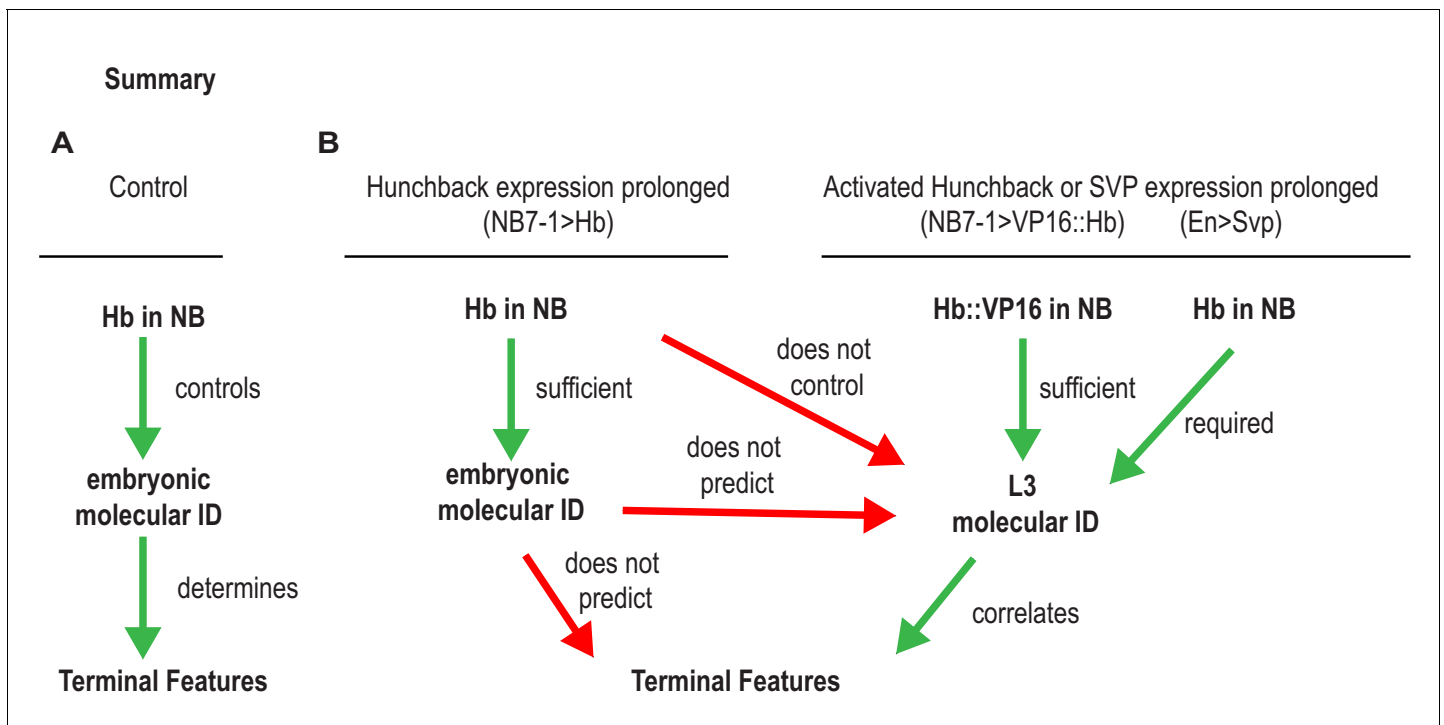 Summary
A
Control
Hb in NB
controls
embryonic
molecular ID
determines
Terminal Features
B
Hunchback expression prolonged
(NB7-1>Hb)
Activated Hunchback or SVP expression prolonged
(NB7-1>VP16::Hb) (En>Svp)
Hb in NB
sufficient
does not
control
embryonic
molecular ID
does not
predict
does not
predict
Hb::VP16 in NB
Hb in NB
sufficient
required
L3
molecular ID
correlates
Terminal Features